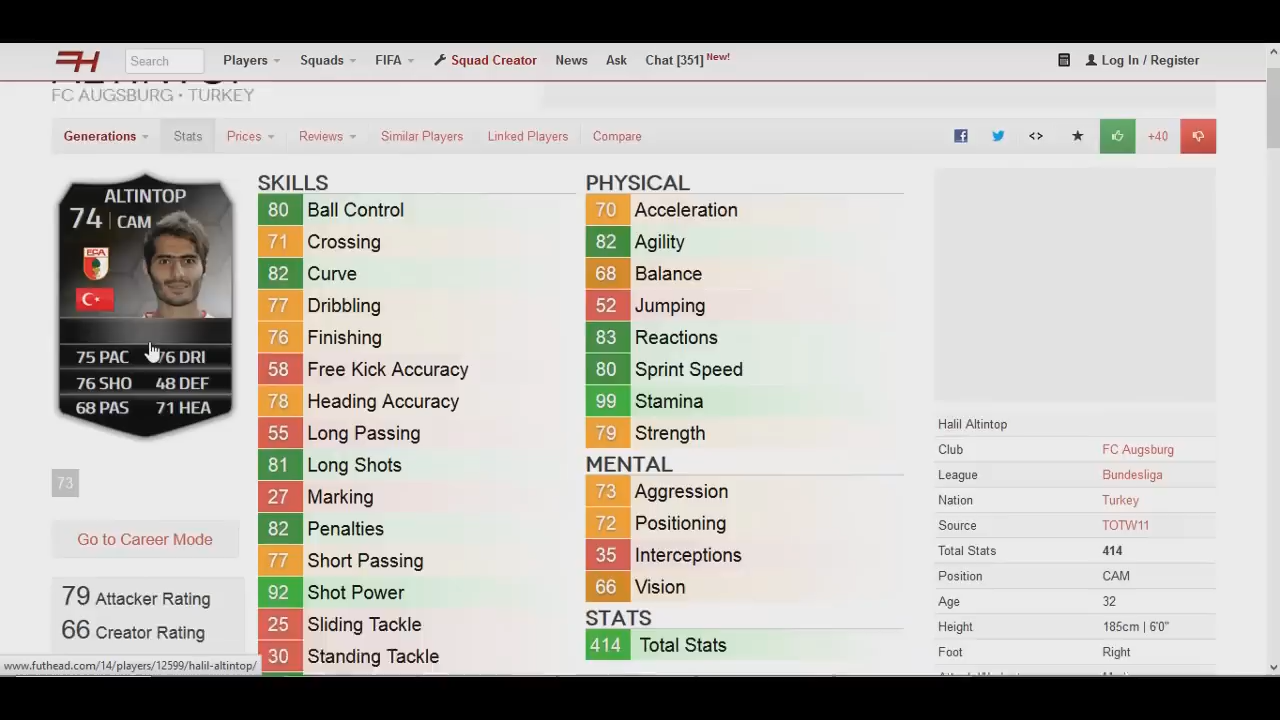 FH
Search
Players
Squads
FIFA
Squad Creator
News
Ask
Chat [351] New!
Log In / Register
ALTINTOP
FC AUGSBURG • TURKEY
Generations
Stats
Prices
Reviews
Similar Players
Linked Players
Compare
+40
ALTINTOP
74 CAM
FCA
75 PAC 76 DRI
76 SHO 48 DEF
68 PAS 71 HEA
73
Go to Career Mode
79 Attacker Rating
66 Creator Rating
SKILLS
80 Ball Control
71 Crossing
82 Curve
77 Dribbling
76 Finishing
58 Free Kick Accuracy
78 Heading Accuracy
55 Long Passing
81 Long Shots
27 Marking
82 Penalties
77 Short Passing
92 Shot Power
25 Sliding Tackle
30 Standing Tackle
PHYSICAL
70 Acceleration
82 Agility
68 Balance
52 Jumping
83 Reactions
80 Sprint Speed
99 Stamina
79 Strength
MENTAL
73 Aggression
72 Positioning
35 Interceptions
66 Vision
STATS
414 Total Stats
Halil Altintop
Club FC Augsburg
League Bundesliga
Nation Turkey
Source TOTW11
Total Stats 414
Position CAM
Age 32
Height 185cm | 6'0"
Foot Right
www.futhead.com/14/players/12599/halil-altintop/